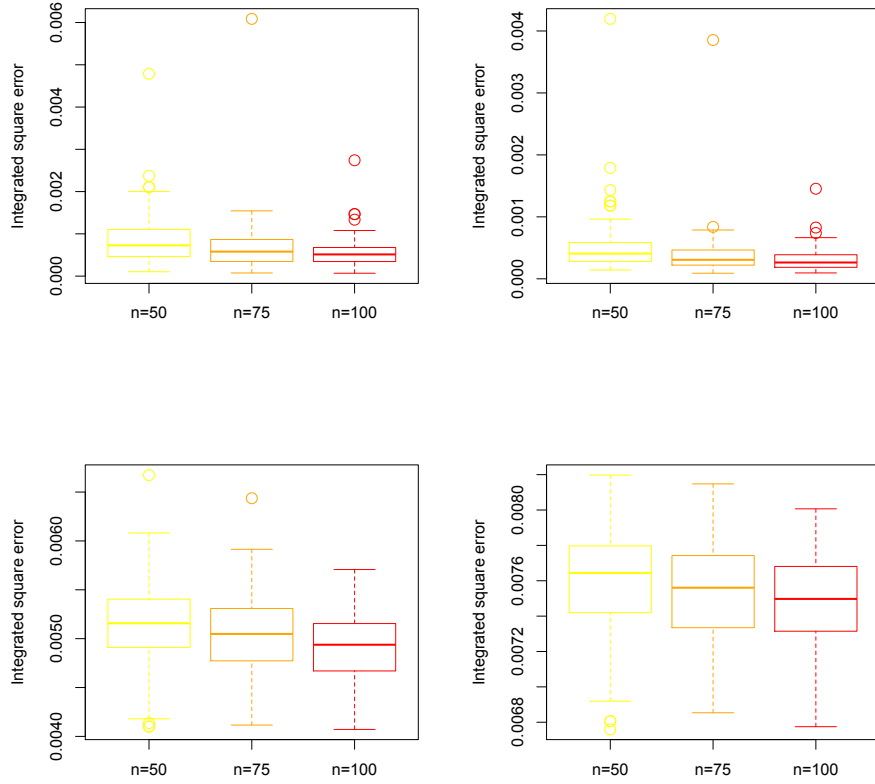 Integrated square error
0.006
0.004
0.002
0.000
n=50 n=75 n=100
Integrated square error
0.004
0.003
0.002
0.001
0.000
n=50 n=75 n=100
Integrated square error
0.0060
0.0050
0.0040
n=50 n=75 n=100
Integrated square error
0.0080
0.0076
0.0072
0.0068
n=50 n=75 n=100